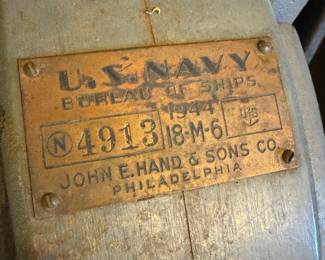 U.S. NAVY
BUREAU OF SHIPS
1944
N 4913 18-M-6
JOHN E. HAND & SONS CO.
PHILADELPHIA